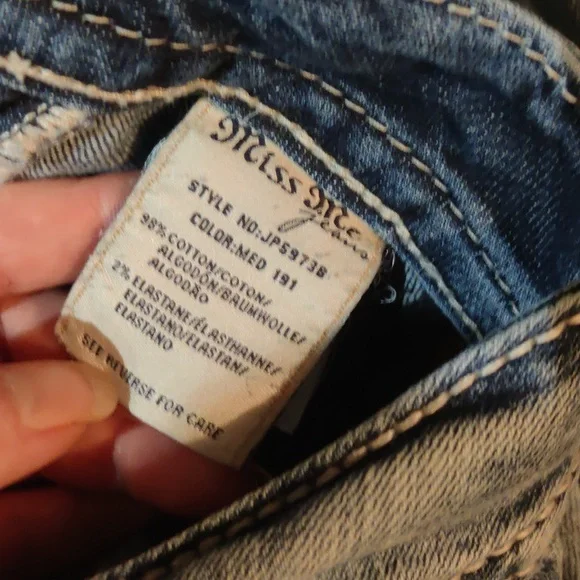 Miss Me
Jeans
STYLE NO:JP5973B
COLOR:MED 191
98% COTTON/COTON/
ALGODÓN/BAUMWOLLE/
ALGODÃO
2% ELASTANE/ÉLASTHANNE/
ELASTANO/ELASTAN/
ELASTANO
SEE REVERSE FOR CARE